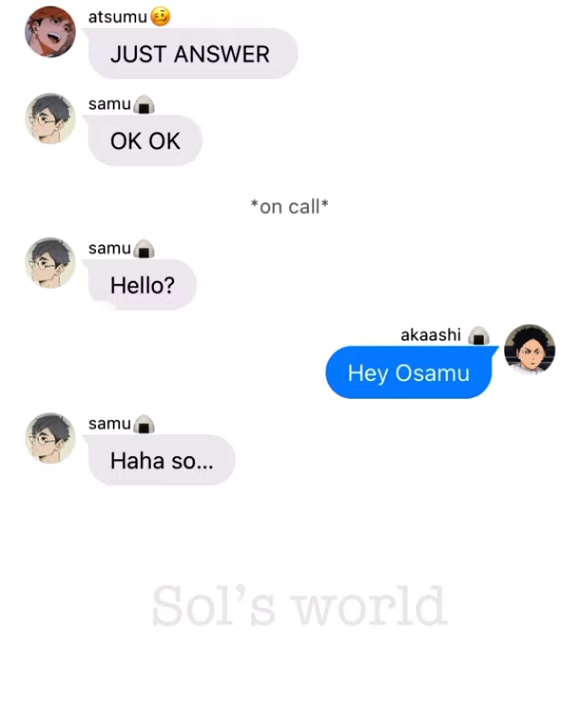 atsumu🥴
JUST ANSWER
samu🍙
OK OK
*on call*
samu🍙
Hello?
akaashi 🍙
Hey Osamu
samu🍙
Haha so...
Sol's world